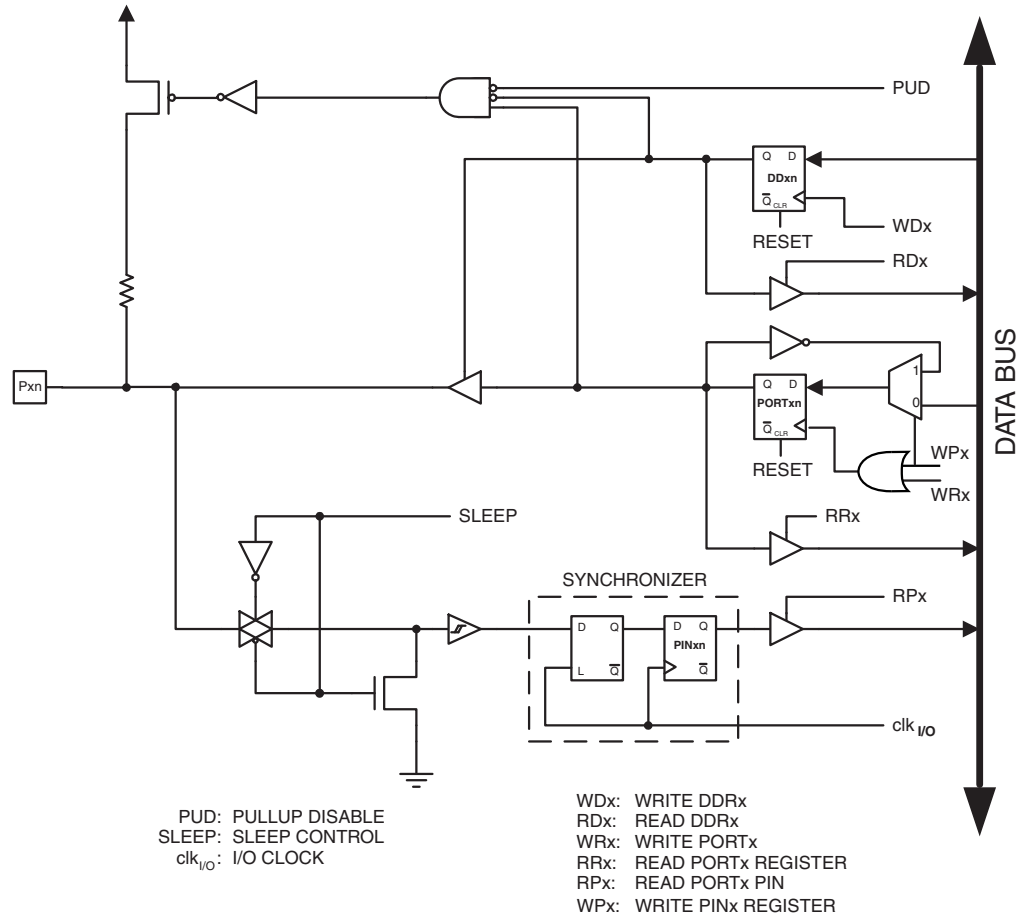 PUD
Q D
DDxn
Q CLR
WDx
RESET
RDx
Pxn
1
Q D
PORTxn
0
Q CLR
WPx
RESET
WRx
DATA BUS
SLEEP
RRx
SYNCHRONIZER
RPx
D Q
D Q
PINxn
L Q
Q
clk I/O
PUD: PULLUP DISABLE
SLEEP: SLEEP CONTROL
clkI/O: I/O CLOCK
WDx: WRITE DDRx
RDx: READ DDRx
WRx: WRITE PORTx
RRx: READ PORTx REGISTER
RPx: READ PORTx PIN
WPx: WRITE PINx REGISTER